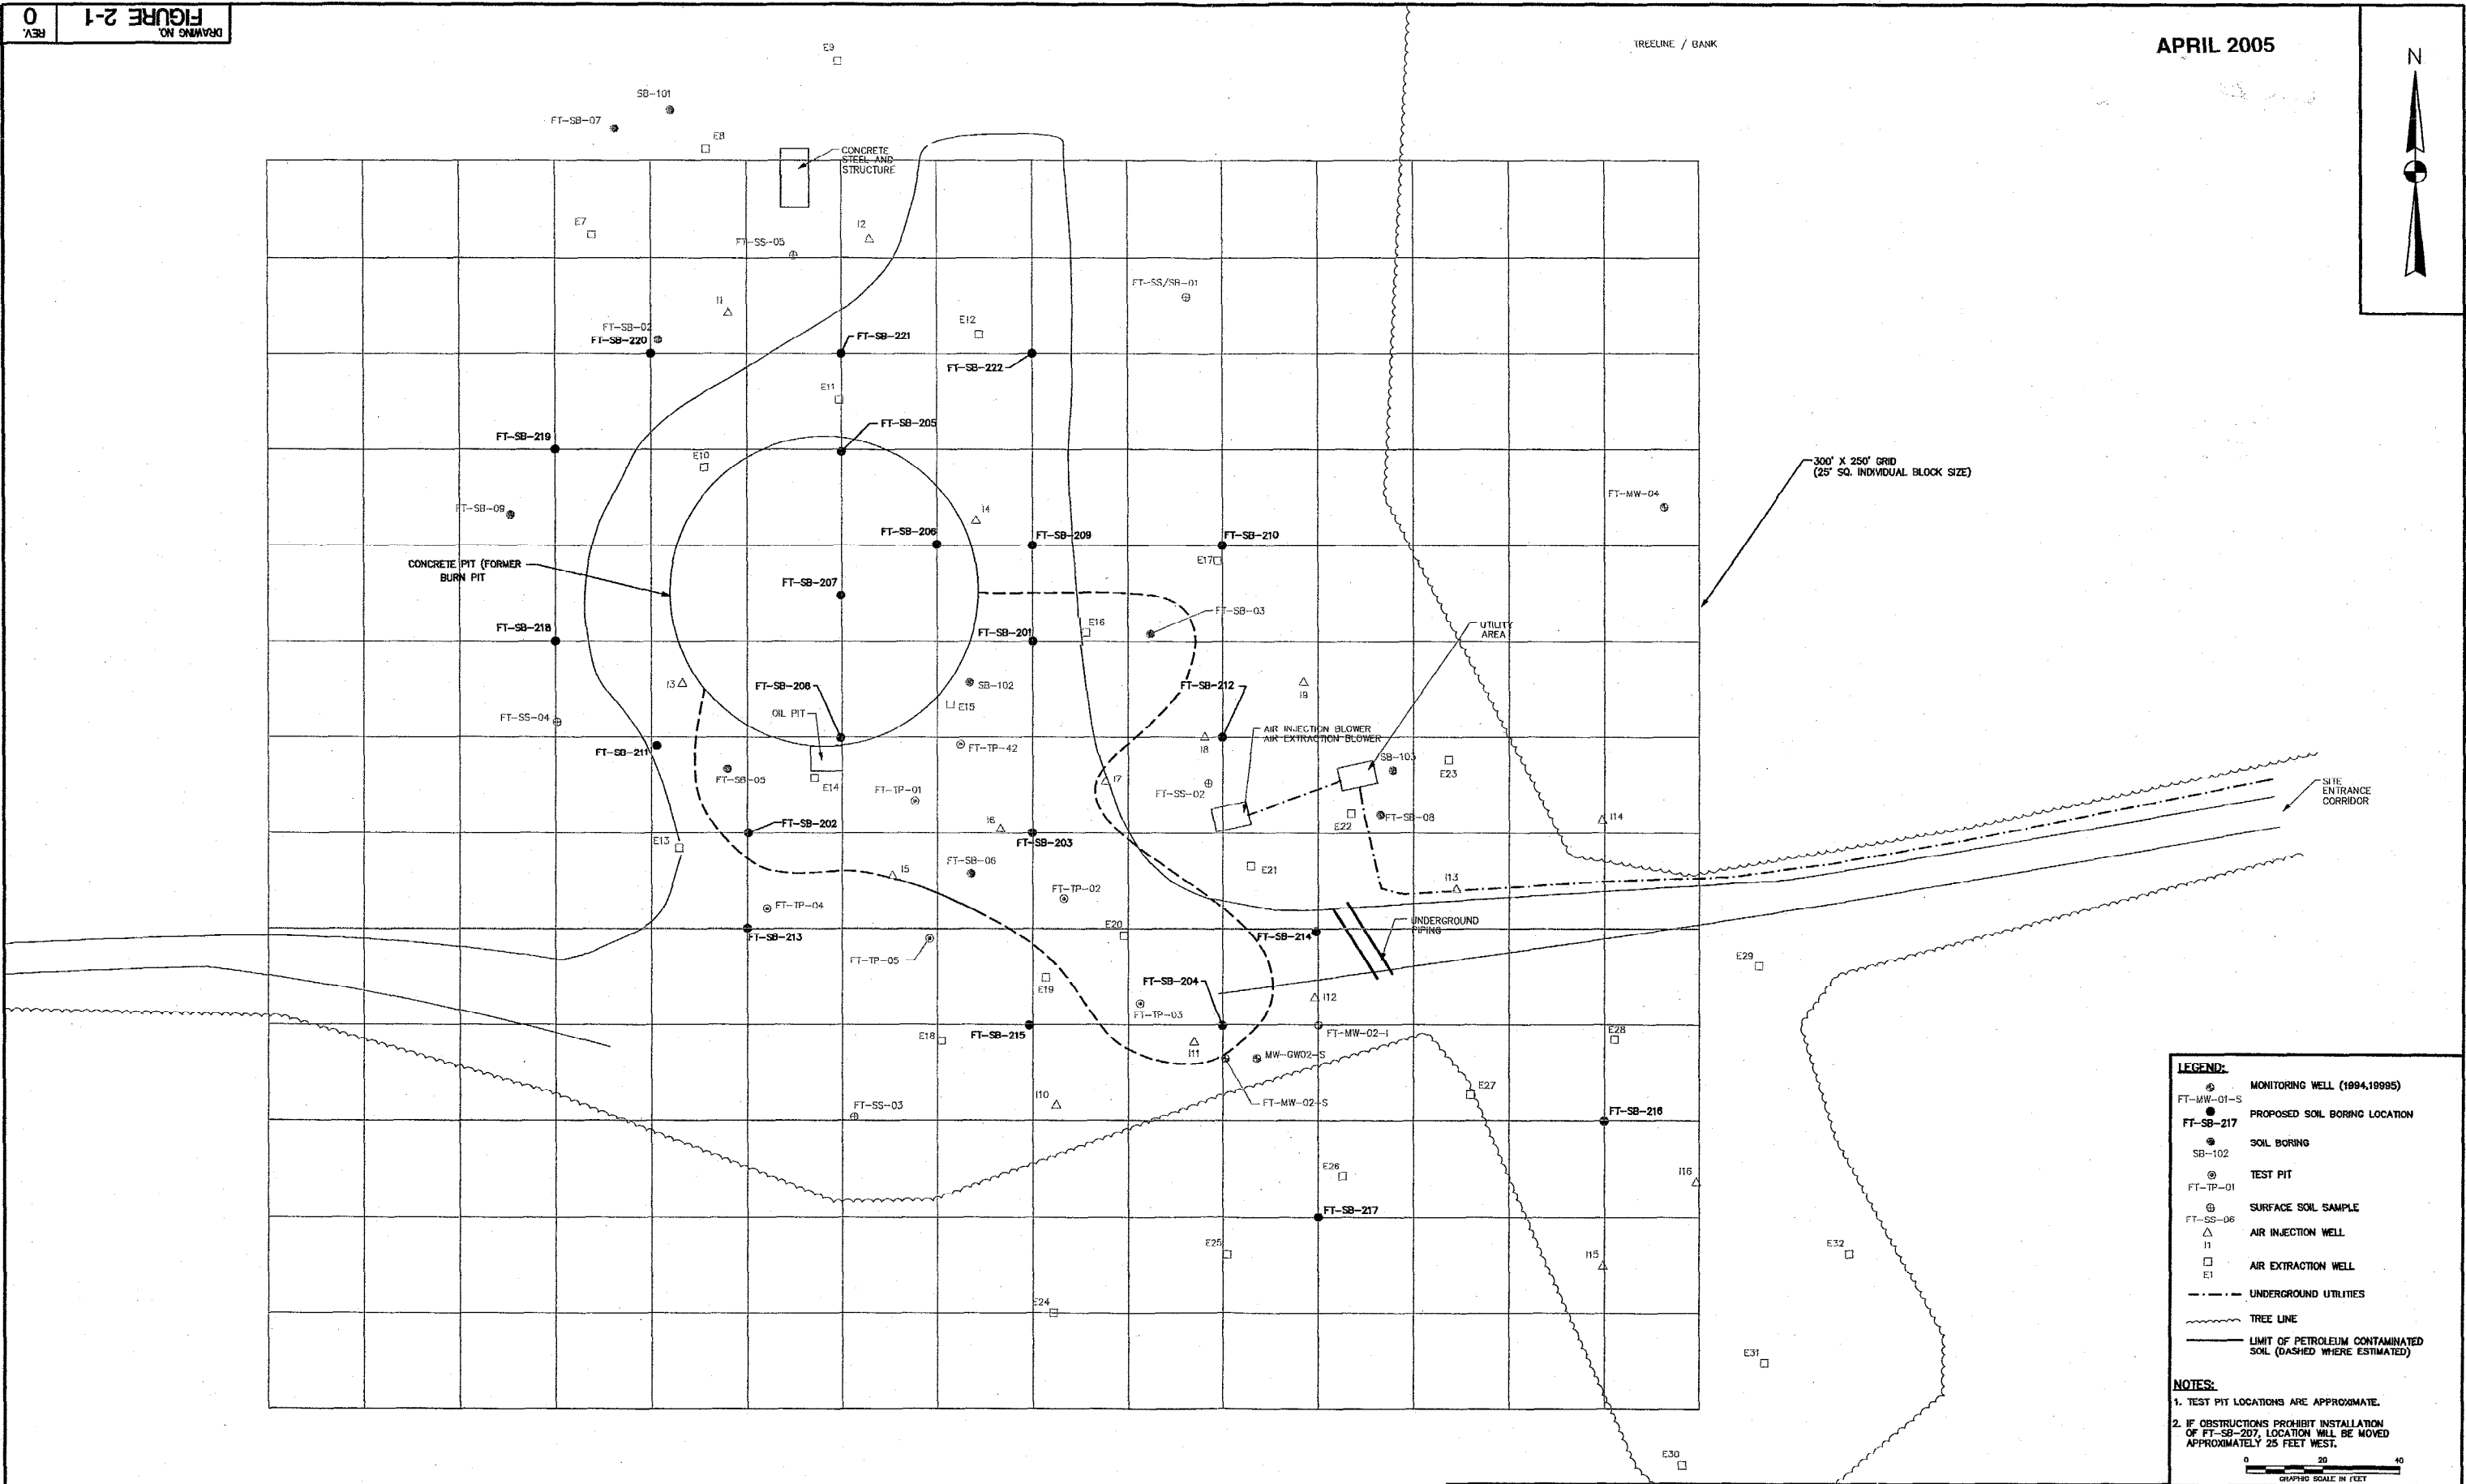 DRAWING NO.
FIGURE 2-1
REV.
0
APRIL 2005
N
TREELINE / BANK
E9
SB-101
FT-SB-07
E8
CONCRETE
STEEL AND
STRUCTURE
E7
I2
FT-SS-05
FT-SS/SB-01
I1
E12
FT-SB-02
FT-SB-220
FT-SB-221
FT-SB-222
E11
FT-SB-205
FT-SB-219
E10
300' X 250' GRID
(25' SQ. INDIVIDUAL BLOCK SIZE)
FT-MW-04
FT-SB-09
I4
FT-SB-206
FT-SB-209
FT-SB-210
E17
CONCRETE PIT (FORMER
BURN PIT
FT-SB-207
FT-SB-03
FT-SB-218
FT-SB-201
E16
UTILITY
AREA
I3
FT-SB-208
SB-102
FT-SB-212
I9
E15
FT-SS-04
OIL PIT
AIR INJECTION BLOWER
AIR EXTRACTION BLOWER
FT-SB-211
FT-TP-42
I8
SB-103
E23
FT-SB-05
E14
FT-TP-01
I7
FT-SS-02
SITE
ENTRANCE
CORRIDOR
FT-SB-202
I6
E22
FT-SB-08
I14
E13
FT-SB-203
FT-SB-06
E21
I5
I13
FT-TP-02
FT-TP-04
E20
UNDERGROUND
PIPING
FT-SB-213
FT-SB-214
FT-TP-05
E29
E19
FT-SB-204
I12
FT-TP-03
E18
FT-SB-215
FT-MW-02-I
E28
I11
MW-GW02-S
E27
FT-SS-03
I10
FT-MW-02-S
FT-SB-216
E26
I16
FT-SB-217
E25
I15
E32
E24
E31
E30
LEGEND:
MONITORING WELL (1994,19995)
FT-MW-01-S
PROPOSED SOIL BORING LOCATION
FT-SB-217
SOIL BORING
SB-102
TEST PIT
FT-TP-01
SURFACE SOIL SAMPLE
FT-SS-06
AIR INJECTION WELL
I1
AIR EXTRACTION WELL
E1
UNDERGROUND UTILITIES
TREE LINE
LIMIT OF PETROLEUM CONTAMINATED
SOIL (DASHED WHERE ESTIMATED)
NOTES:
1. TEST PIT LOCATIONS ARE APPROXIMATE.
2. IF OBSTRUCTIONS PROHIBIT INSTALLATION
OF FT-SB-207, LOCATION WILL BE MOVED
APPROXIMATELY 25 FEET WEST.
0 20 40
GRAPHIC SCALE IN FEET